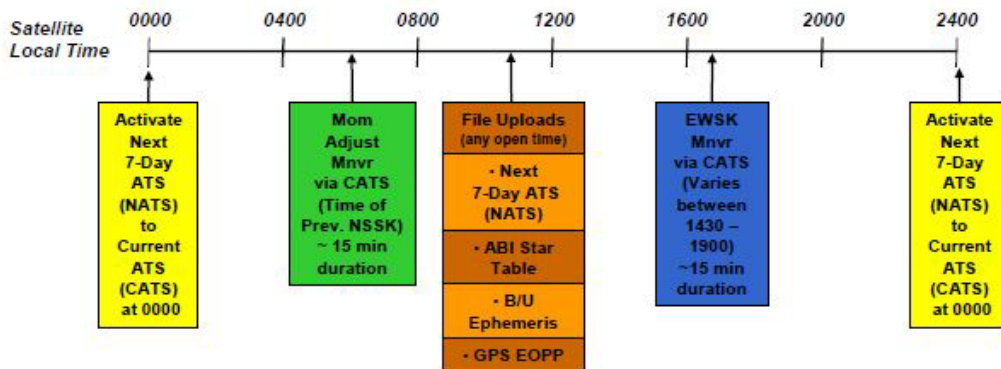 Satellite
Local Time
0000 0400 0800 1200 1600 2000 2400
Activate
Next
7-Day
ATS
(NATS)
to
Current
ATS
(CATS)
at 0000
Mom
Adjust
Mnvr
via CATS
(Time of
Prev. NSSK)
~ 15 min
duration
File Uploads
(any open time)
• Next
7-Day ATS
(NATS)
• ABI Star
Table
• B/U
Ephemeris
• GPS EOPP
EWSK
Mnvr
via CATS
(Varies
between
1430 –
1900)
~15 min
duration
Activate
Next
7-Day
ATS
(NATS)
to
Current
ATS
(CATS)
at 0000